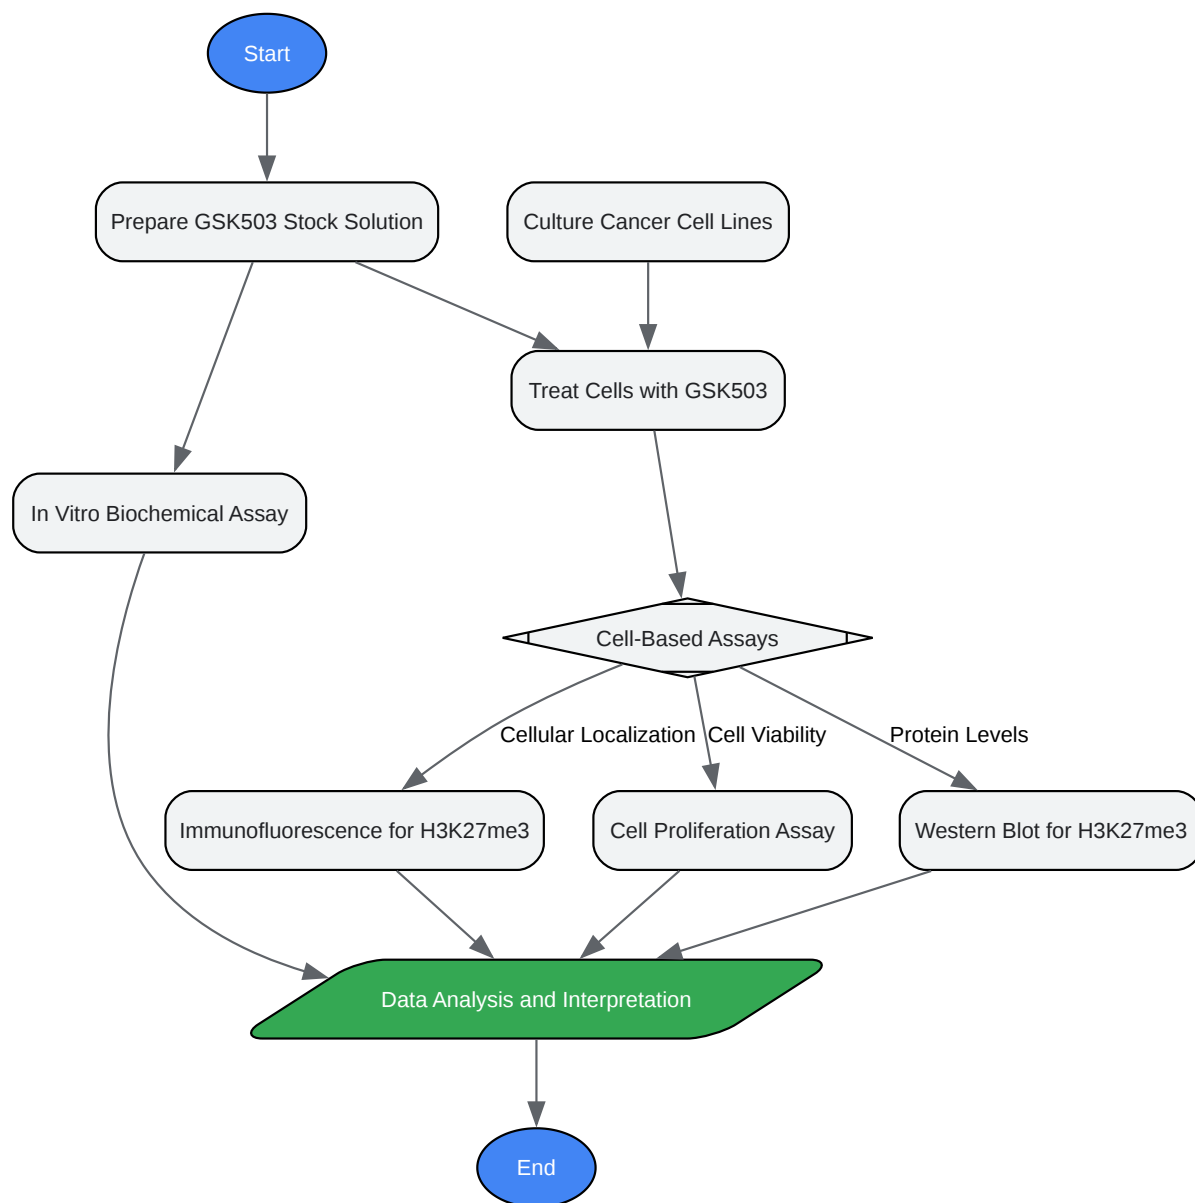 Start
Prepare GSK503 Stock Solution
Culture Cancer Cell Lines
Treat Cells with GSK503
In Vitro Biochemical Assay
Cell-Based Assays
Cellular Localization
Cell Viability
Protein Levels
Immunofluorescence for H3K27me3
Cell Proliferation Assay
Western Blot for H3K27me3
Data Analysis and Interpretation
End